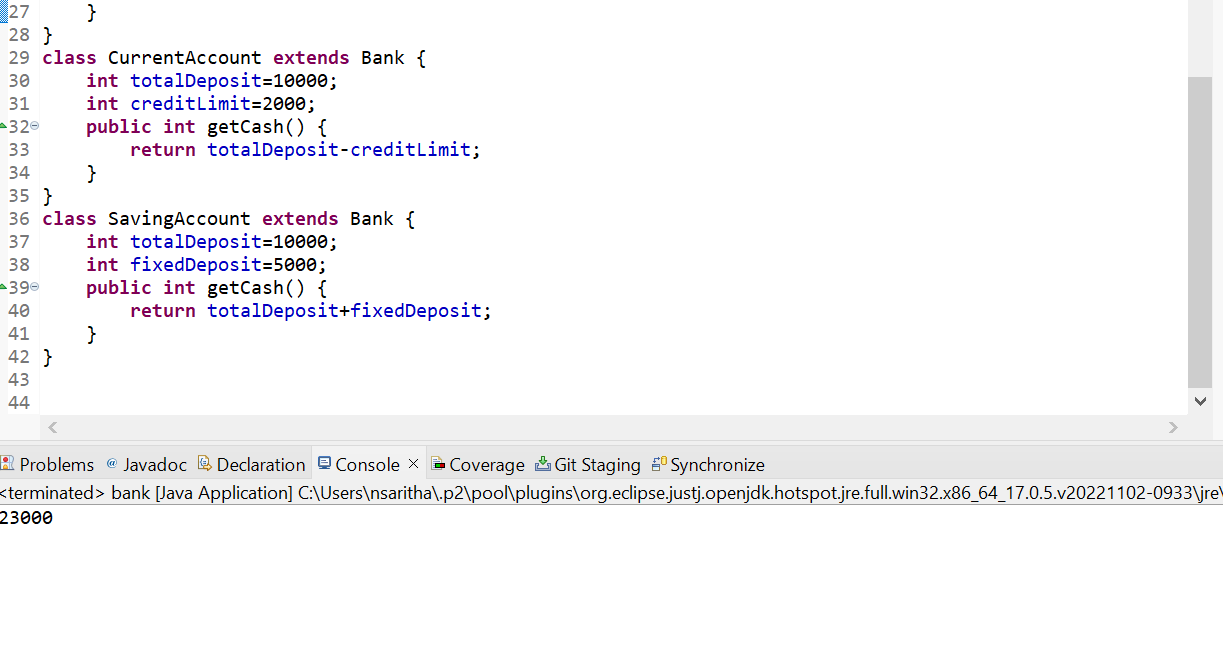 27     }
28 }
29 class CurrentAccount extends Bank {
30     int totalDeposit=10000;
31     int creditLimit=2000;
32     public int getCash() {
33         return totalDeposit-creditLimit;
34     }
35 }
36 class SavingAccount extends Bank {
37     int totalDeposit=10000;
38     int fixedDeposit=5000;
39     public int getCash() {
40         return totalDeposit+fixedDeposit;
41     }
42 }
43
44
Problems @ Javadoc Declaration Console × Coverage Git Staging Synchronize
<terminated> bank [Java Application] C:\Users\nsaritha\.p2\pool\plugins\org.eclipse.justj.openjdk.hotspot.jre.full.win32.x86_64_17.0.5.v20221102-0933\jre\
23000